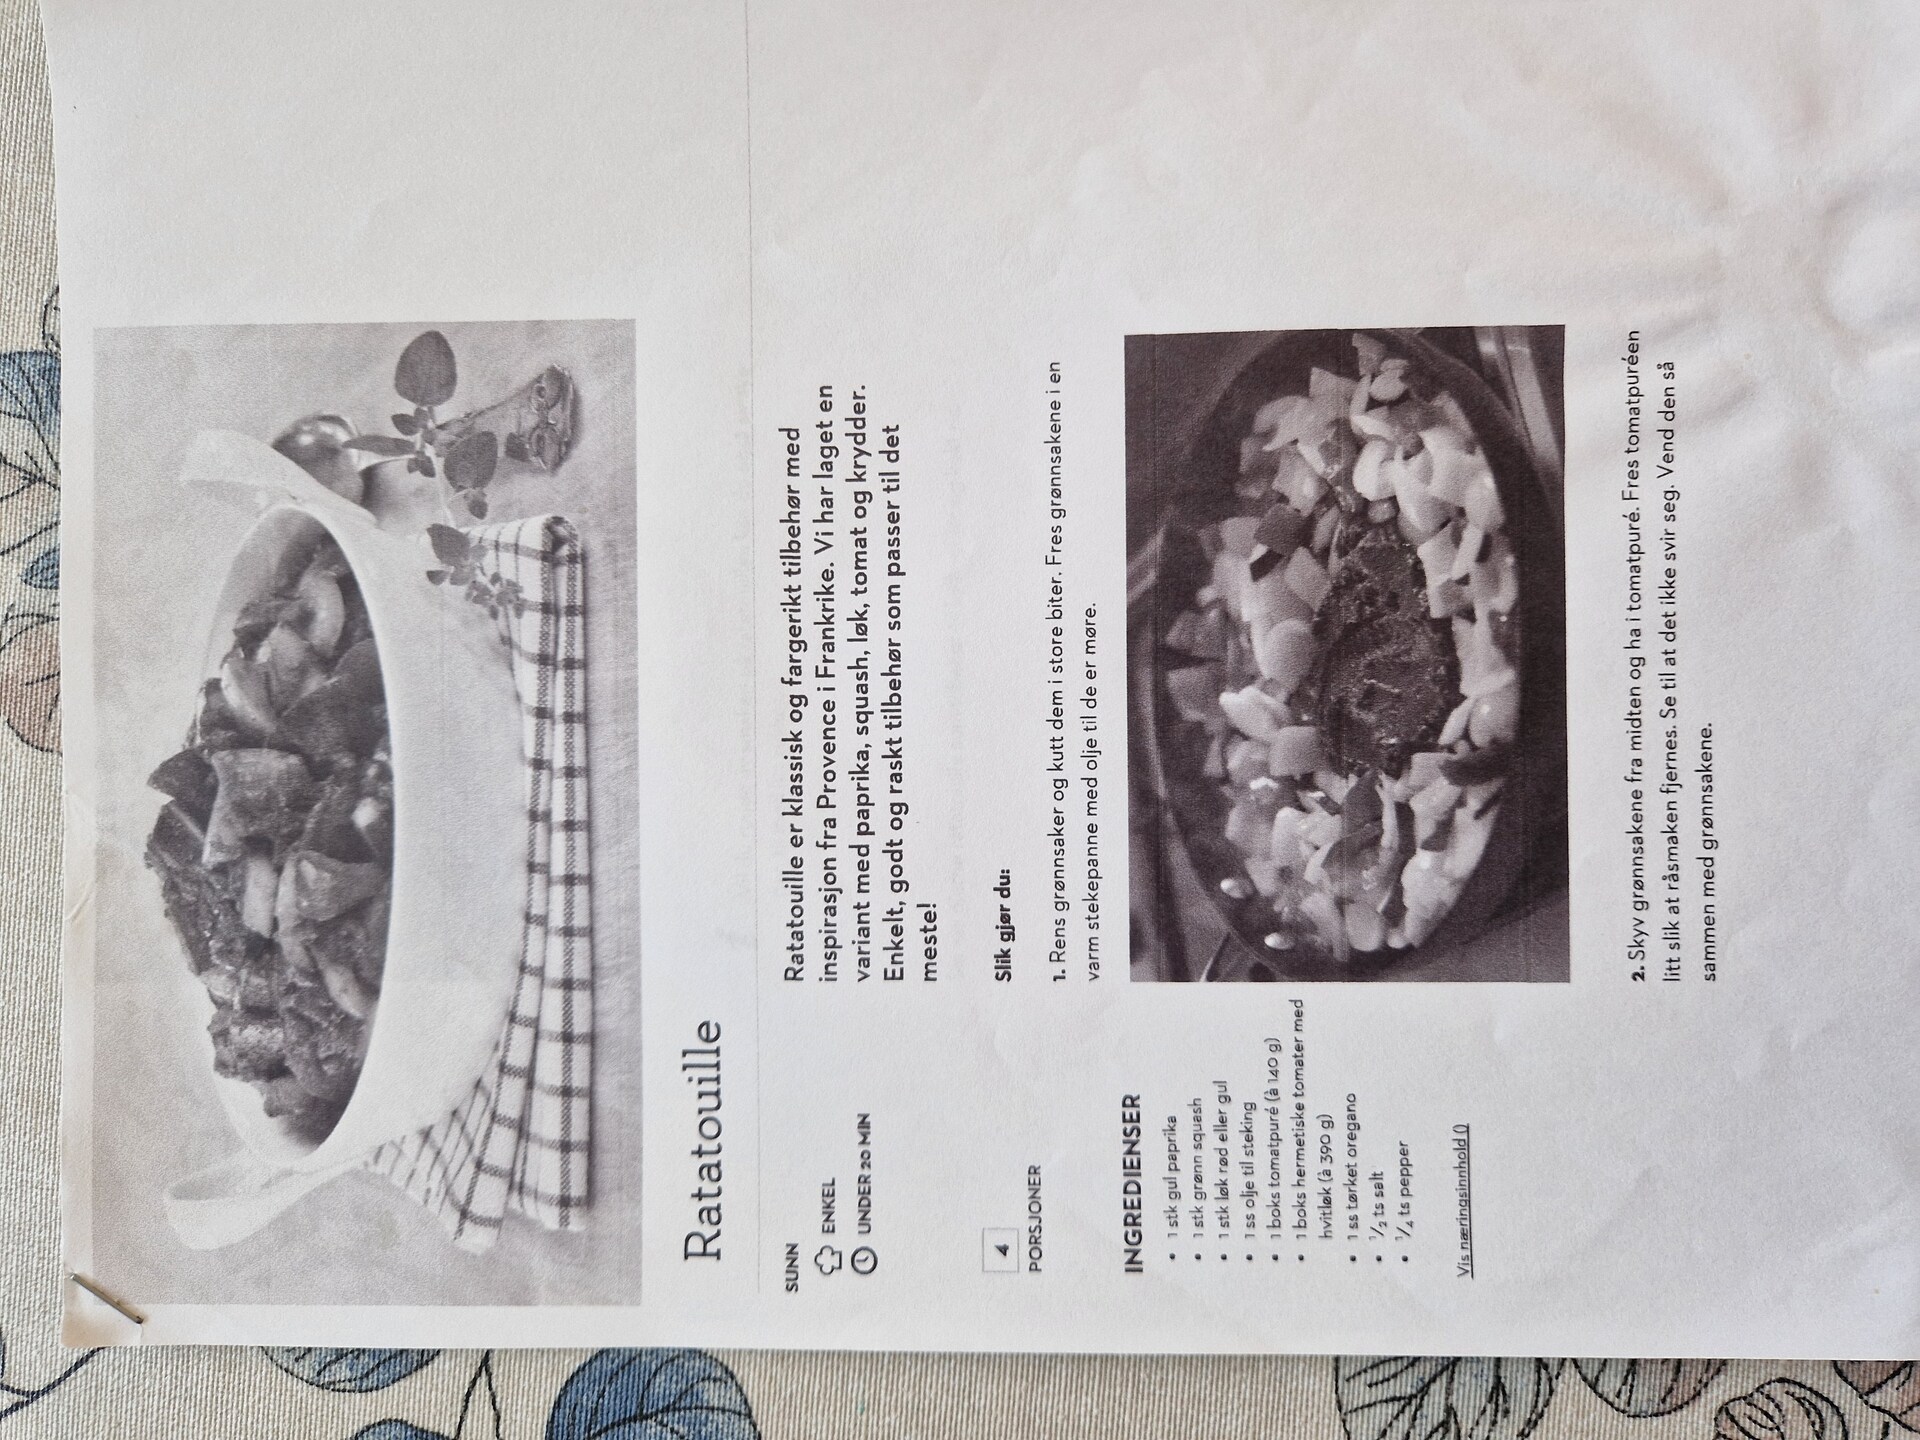 Ratatouille
SUNN
ENKEL
UNDER 20 MIN
Ratatouille er klassisk og fargerikt tilbehør med
inspirasjon fra Provence i Frankrike. Vi har laget en
variant med paprika, squash, løk, tomat og krydder.
Enkelt, godt og raskt tilbehør som passer til det
meste!
4
PORSJONER
INGREDIENSER
• 1 stk gul paprika
• 1 stk grønn squash
• 1 stk løk rød eller gul
• 1 ss olje til steking
• 1 boks tomatpuré (à 140 g)
• 1 boks hermetiske tomater med
hvitløk (à 390 g)
• 1 ss tørket oregano
• 1/2 ts salt
• 1/4 ts pepper
Vis næringsinnhold ()
Slik gjør du:
1. Rens grønnsaker og kutt dem i store biter. Fres grønnsakene i en
varm stekepanne med olje til de er møre.
2. Skyv grønnsakene fra midten og ha i tomatpuré. Fres tomatpuréen
litt slik at råsmaken fjernes. Se til at det ikke svir seg. Vend den så
sammen med grønnsakene.